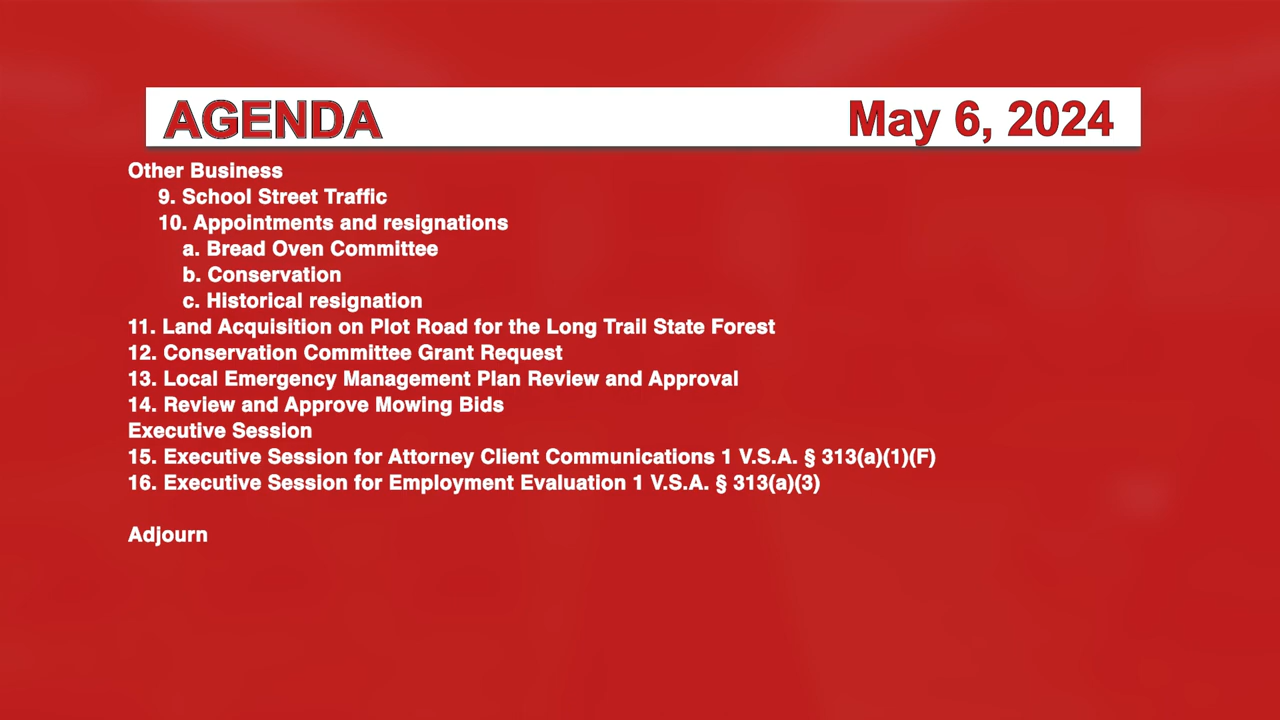 AGENDA May 6, 2024
Other Business
9. School Street Traffic
10. Appointments and resignations
a. Bread Oven Committee
b. Conservation
c. Historical resignation
11. Land Acquisition on Plot Road for the Long Trail State Forest
12. Conservation Committee Grant Request
13. Local Emergency Management Plan Review and Approval
14. Review and Approve Mowing Bids
Executive Session
15. Executive Session for Attorney Client Communications 1 V.S.A. § 313(a)(1)(F)
16. Executive Session for Employment Evaluation 1 V.S.A. § 313(a)(3)
Adjourn